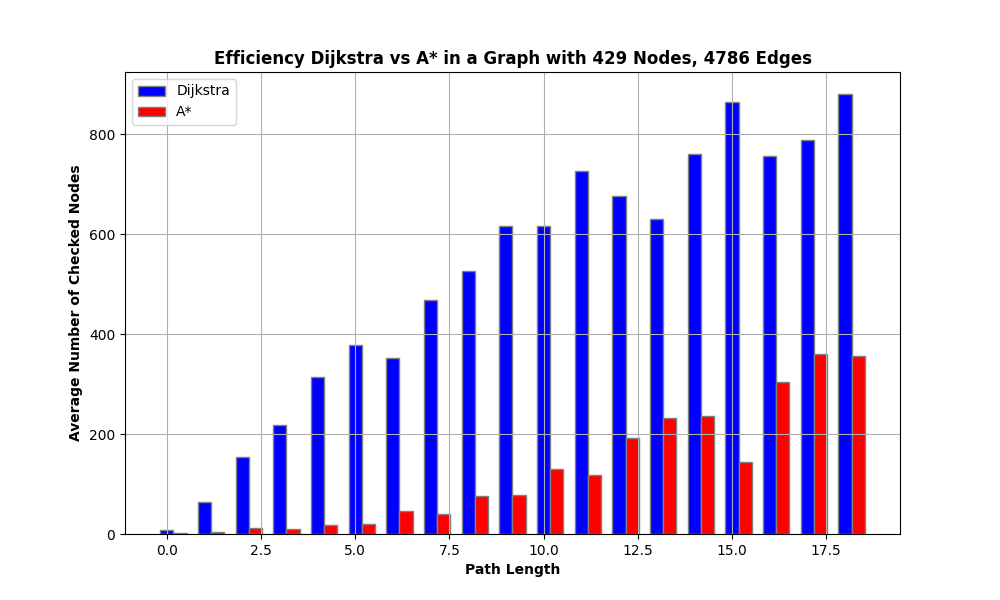 Efficiency Dijkstra vs A* in a Graph with 429 Nodes, 4786 Edges
Dijkstra
A*
Average Number of Checked Nodes
800
600
400
200
0
0.0 2.5 5.0 7.5 10.0 12.5 15.0 17.5
Path Length